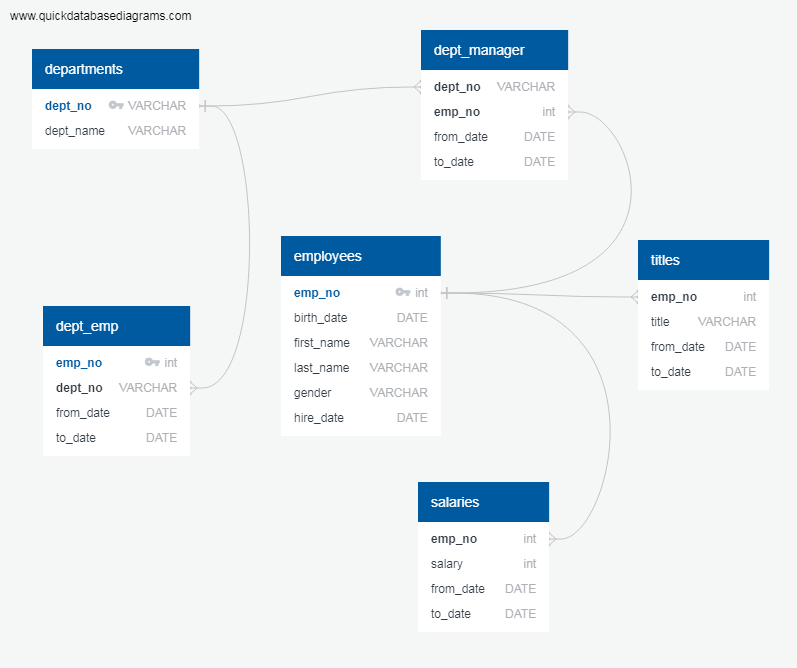 www.quickdatabasediagrams.com
departments
dept_no VARCHAR
dept_name VARCHAR
dept_manager
dept_no VARCHAR
emp_no int
from_date DATE
to_date DATE
employees
emp_no int
birth_date DATE
first_name VARCHAR
last_name VARCHAR
gender VARCHAR
hire_date DATE
titles
emp_no int
title VARCHAR
from_date DATE
to_date DATE
dept_emp
emp_no int
dept_no VARCHAR
from_date DATE
to_date DATE
salaries
emp_no int
salary int
from_date DATE
to_date DATE